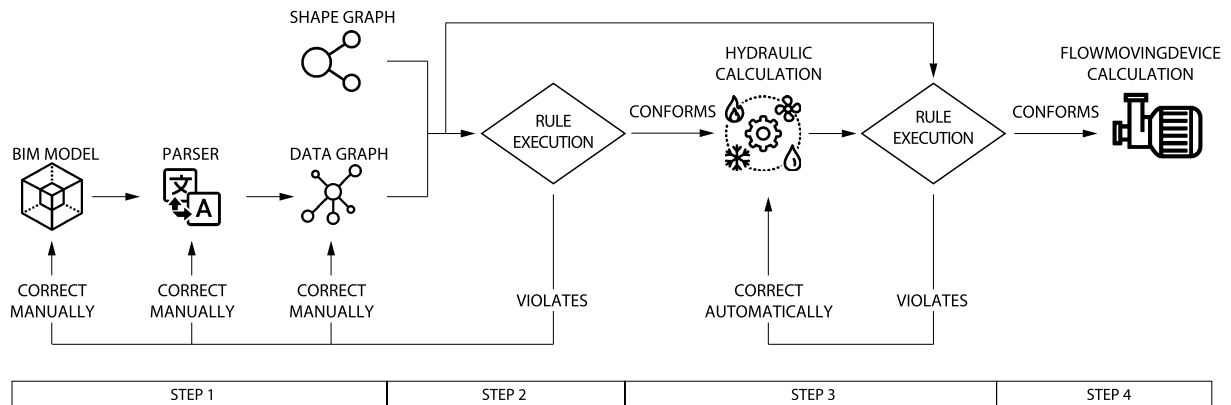 SHAPE GRAPH
HYDRAULIC
CALCULATION
FLOWMOVINGDEVICE
CALCULATION
BIM MODEL
PARSER
DATA GRAPH
RULE
EXECUTION
CONFORMS
RULE
EXECUTION
CONFORMS
文
A
CORRECT
MANUALLY
CORRECT
MANUALLY
CORRECT
MANUALLY
VIOLATES
CORRECT
AUTOMATICALLY
VIOLATES
STEP 1
STEP 2
STEP 3
STEP 4